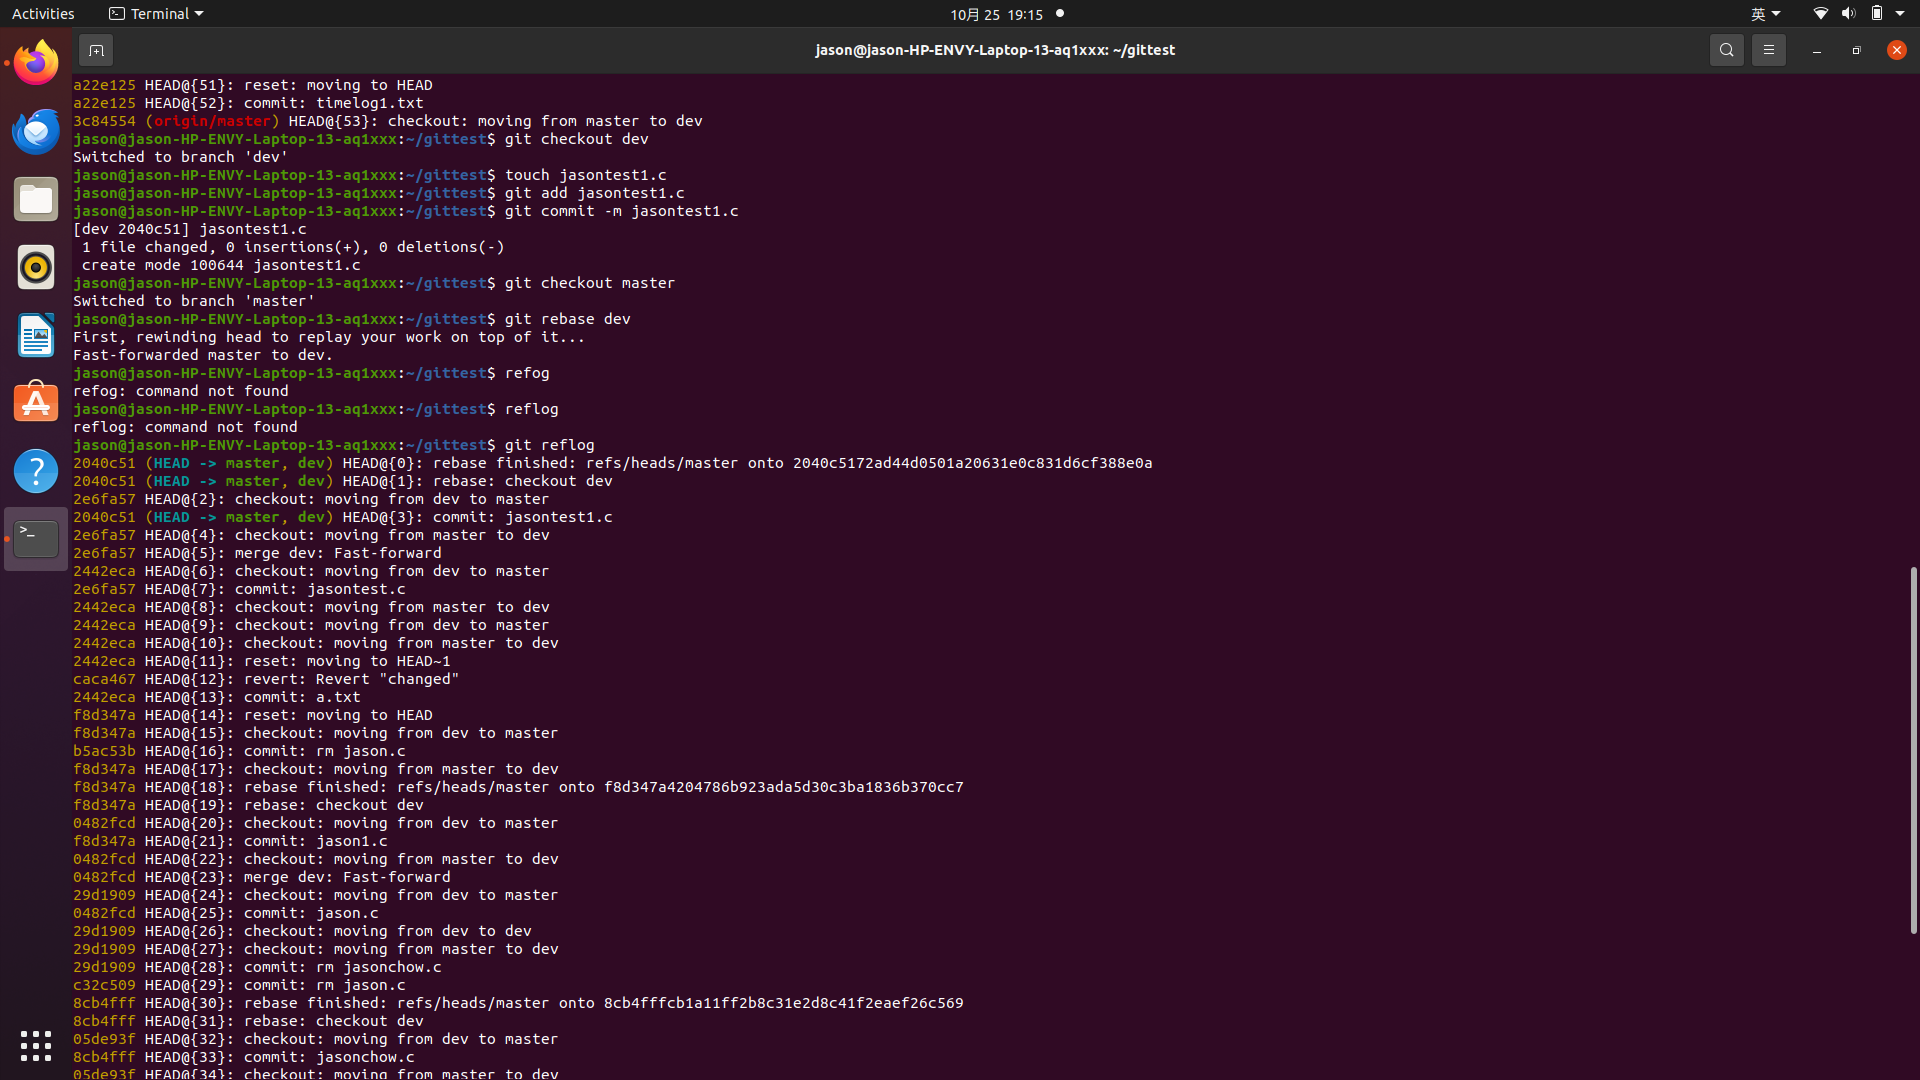 Activities
Terminal
10月 25 19:15
英
jason@jason-HP-ENVY-Laptop-13-aq1xxx: ~/gittest
a22e125 HEAD@{51}: reset: moving to HEAD
a22e125 HEAD@{52}: commit: timelog1.txt
3c84554 (origin/master) HEAD@{53}: checkout: moving from master to dev
jason@jason-HP-ENVY-Laptop-13-aq1xxx:~/gittest$ git checkout dev
Switched to branch 'dev'
jason@jason-HP-ENVY-Laptop-13-aq1xxx:~/gittest$ touch jasontest1.c
jason@jason-HP-ENVY-Laptop-13-aq1xxx:~/gittest$ git add jasontest1.c
jason@jason-HP-ENVY-Laptop-13-aq1xxx:~/gittest$ git commit -m jasontest1.c
[dev 2040c51] jasontest1.c
 1 file changed, 0 insertions(+), 0 deletions(-)
 create mode 100644 jasontest1.c
jason@jason-HP-ENVY-Laptop-13-aq1xxx:~/gittest$ git checkout master
Switched to branch 'master'
jason@jason-HP-ENVY-Laptop-13-aq1xxx:~/gittest$ git rebase dev
First, rewinding head to replay your work on top of it...
Fast-forwarded master to dev.
jason@jason-HP-ENVY-Laptop-13-aq1xxx:~/gittest$ refog
refog: command not found
jason@jason-HP-ENVY-Laptop-13-aq1xxx:~/gittest$ reflog
reflog: command not found
jason@jason-HP-ENVY-Laptop-13-aq1xxx:~/gittest$ git reflog
2040c51 (HEAD -> master, dev) HEAD@{0}: rebase finished: refs/heads/master onto 2040c5172ad44d0501a20631e0c831d6cf388e0a
2040c51 (HEAD -> master, dev) HEAD@{1}: rebase: checkout dev
2e6fa57 HEAD@{2}: checkout: moving from dev to master
2040c51 (HEAD -> master, dev) HEAD@{3}: commit: jasontest1.c
2e6fa57 HEAD@{4}: checkout: moving from master to dev
2e6fa57 HEAD@{5}: merge dev: Fast-forward
2442eca HEAD@{6}: checkout: moving from dev to master
2e6fa57 HEAD@{7}: commit: jasontest.c
2442eca HEAD@{8}: checkout: moving from master to dev
2442eca HEAD@{9}: checkout: moving from dev to master
2442eca HEAD@{10}: checkout: moving from master to dev
2442eca HEAD@{11}: reset: moving to HEAD~1
caca467 HEAD@{12}: revert: Revert "changed"
2442eca HEAD@{13}: commit: a.txt
f8d347a HEAD@{14}: reset: moving to HEAD
f8d347a HEAD@{15}: checkout: moving from dev to master
b5ac53b HEAD@{16}: commit: rm jason.c
f8d347a HEAD@{17}: checkout: moving from master to dev
f8d347a HEAD@{18}: rebase finished: refs/heads/master onto f8d347a4204786b923ada5d30c3ba1836b370cc7
f8d347a HEAD@{19}: rebase: checkout dev
0482fcd HEAD@{20}: checkout: moving from dev to master
f8d347a HEAD@{21}: commit: jason1.c
0482fcd HEAD@{22}: checkout: moving from master to dev
0482fcd HEAD@{23}: merge dev: Fast-forward
29d1909 HEAD@{24}: checkout: moving from dev to master
0482fcd HEAD@{25}: commit: jason.c
29d1909 HEAD@{26}: checkout: moving from dev to dev
29d1909 HEAD@{27}: checkout: moving from master to dev
29d1909 HEAD@{28}: commit: rm jasonchow.c
c32c509 HEAD@{29}: commit: rm jason.c
8cb4fff HEAD@{30}: rebase finished: refs/heads/master onto 8cb4fffcb1a11ff2b8c31e2d8c41f2eaef26c569
8cb4fff HEAD@{31}: rebase: checkout dev
05de93f HEAD@{32}: checkout: moving from dev to master
8cb4fff HEAD@{33}: commit: jasonchow.c
05de93f HEAD@{34}: checkout: moving from master to dev